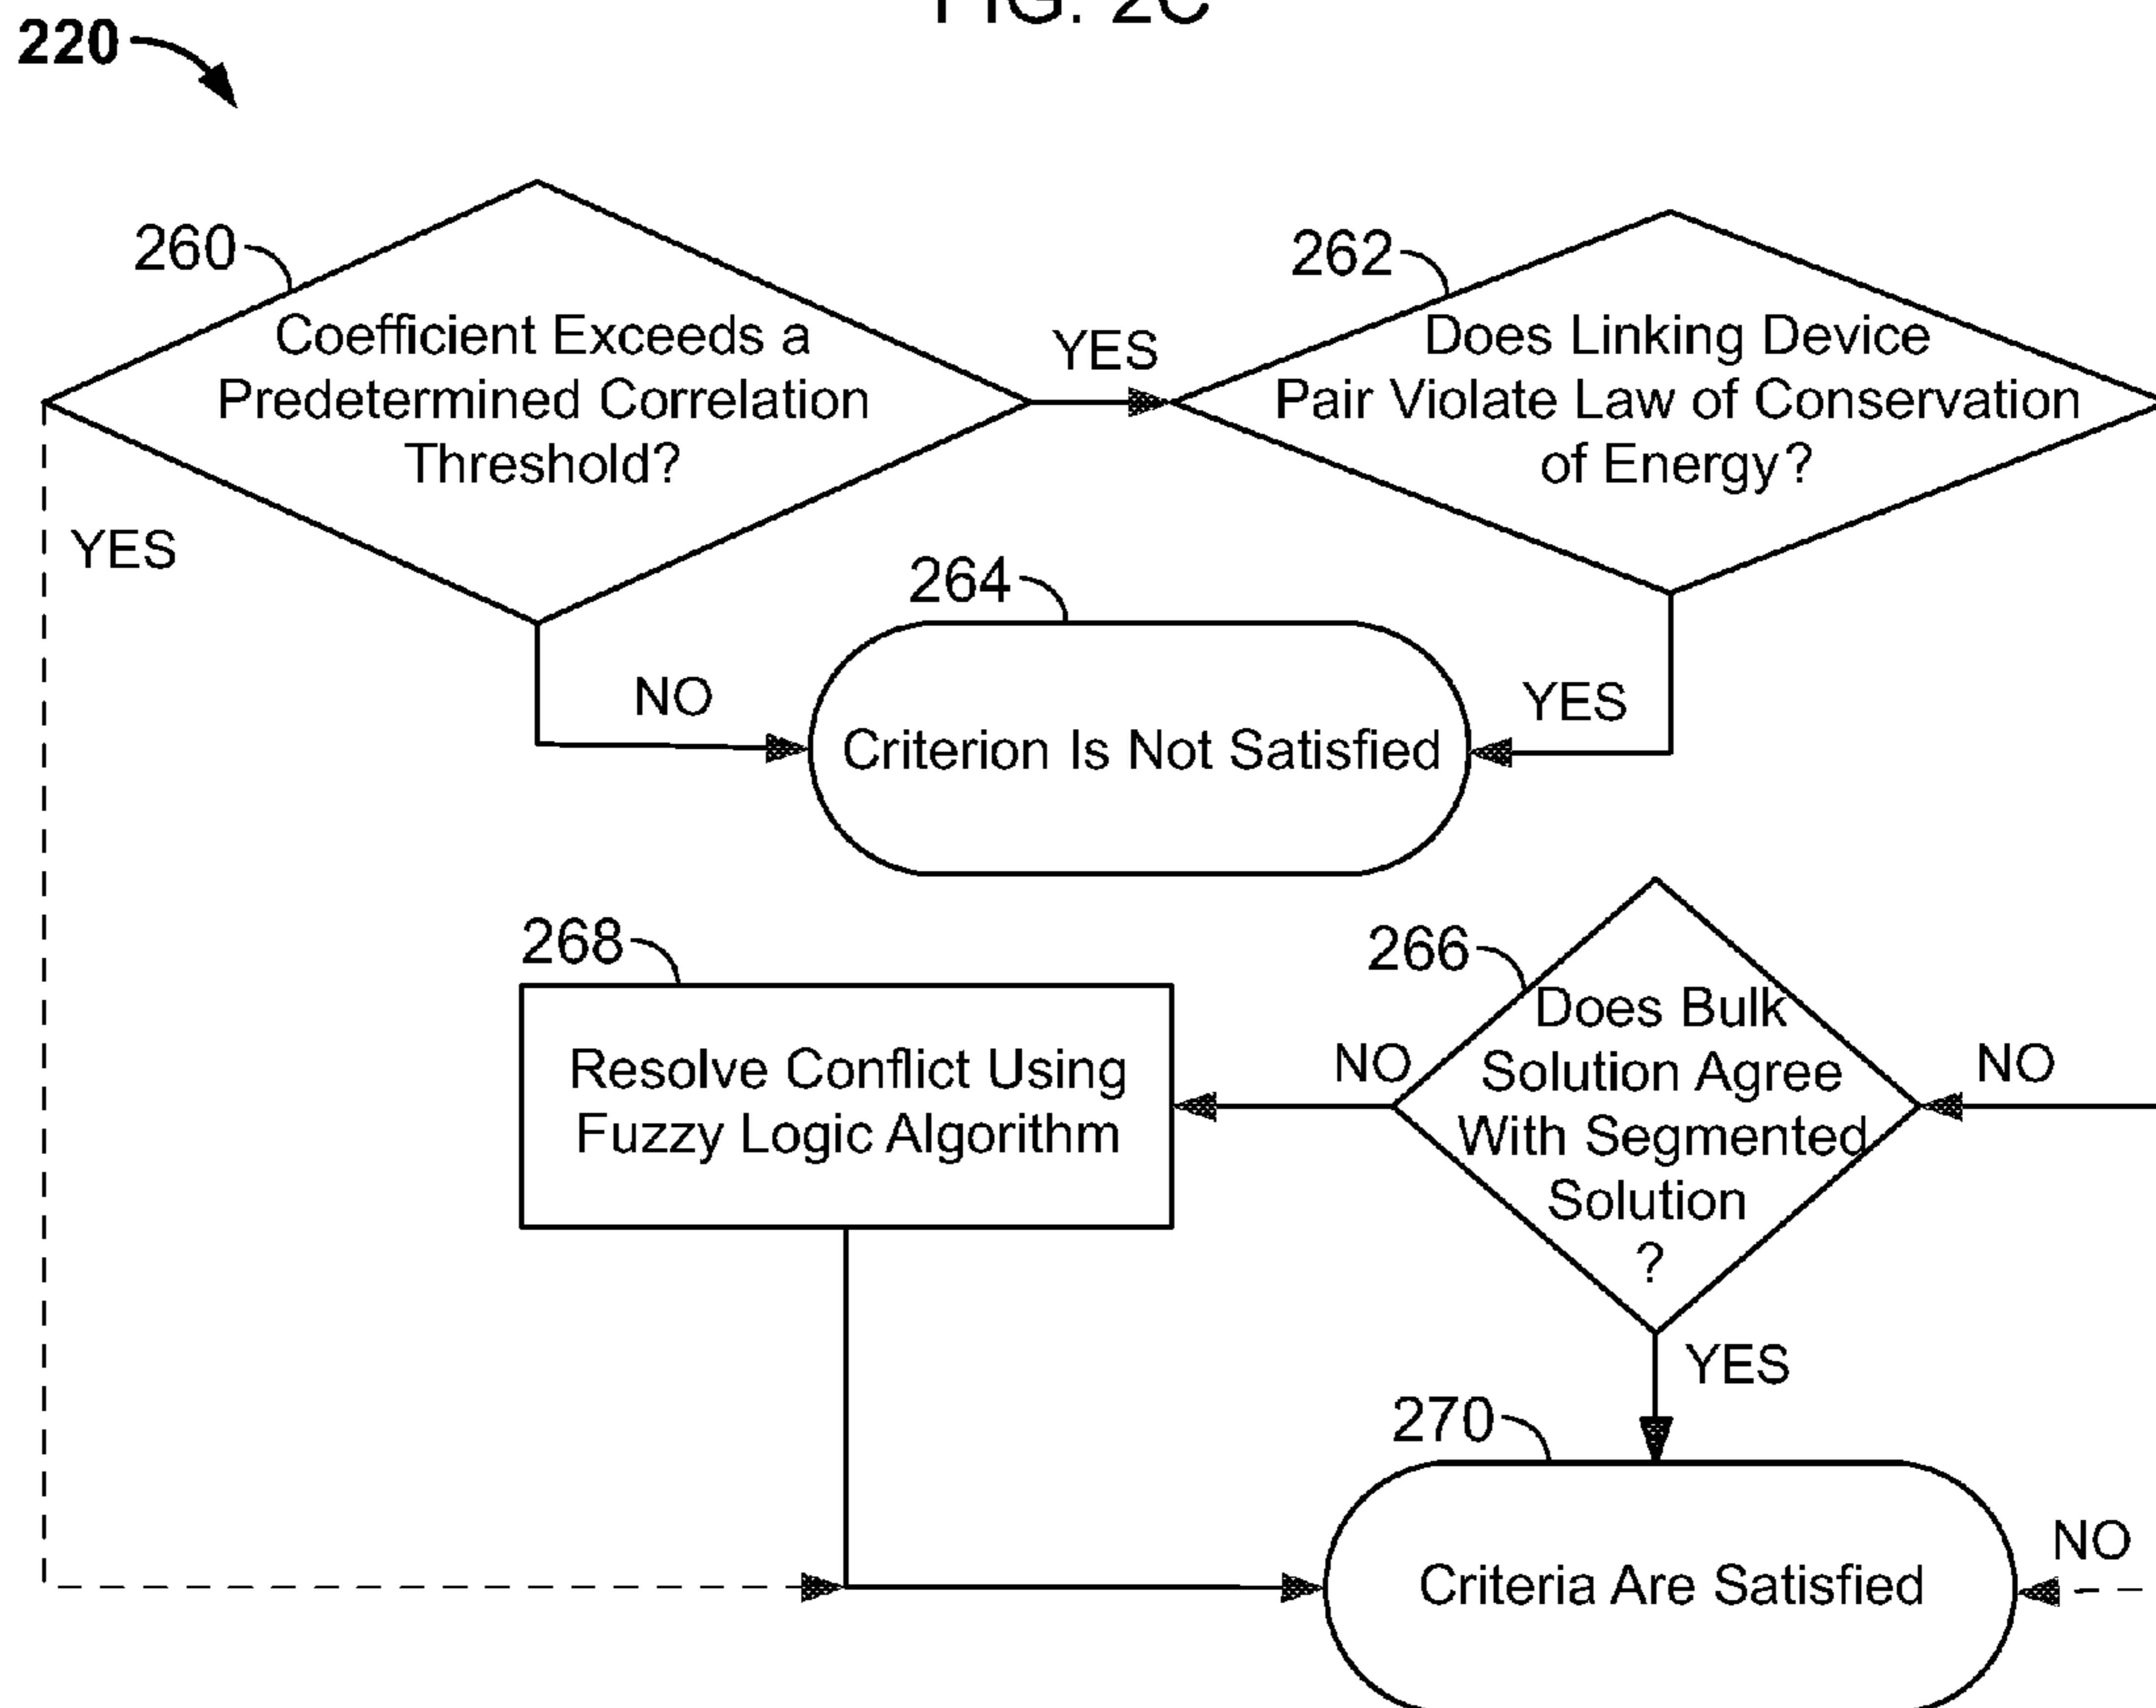 FIG. 2C
220
260
Coefficient Exceeds a
Predetermined Correlation
Threshold?
YES
262
Does Linking Device
Pair Violate Law of Conservation
of Energy?
YES
264
NO
Criterion Is Not Satisfied
YES
268
Resolve Conflict Using
Fuzzy Logic Algorithm
NO
266
Does Bulk
Solution Agree
With Segmented
Solution
?
NO
YES
270
Criteria Are Satisfied
NO